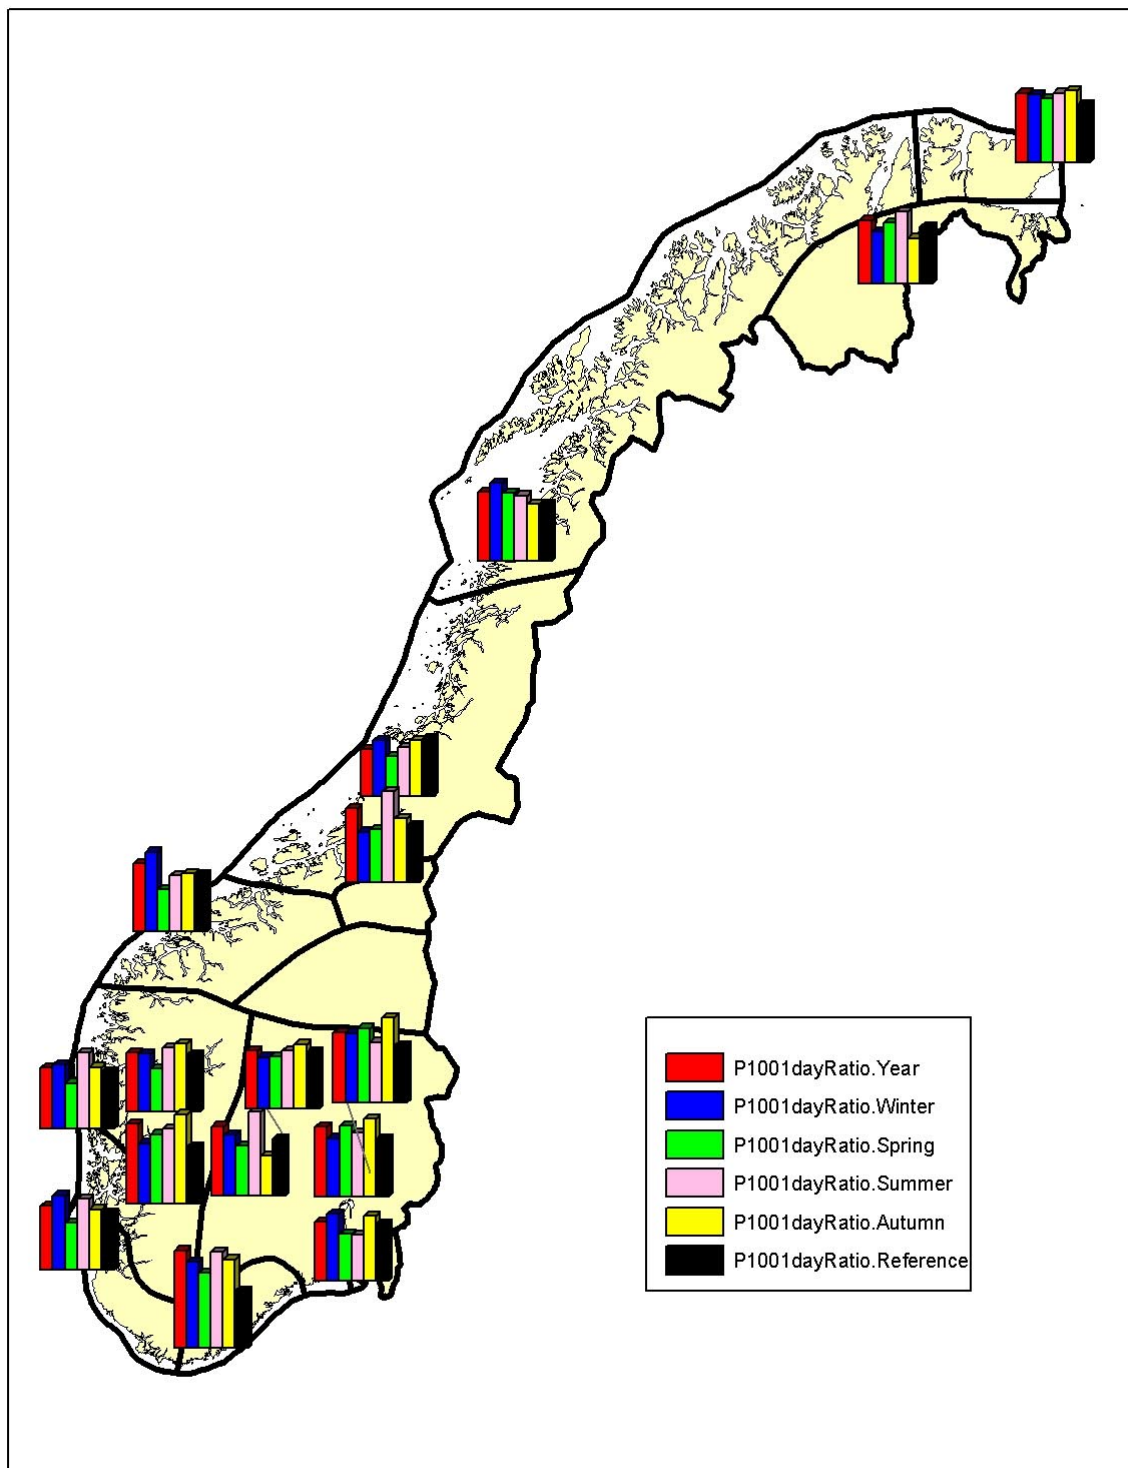 P1001dayRatio.Year
P1001dayRatio.Winter
P1001dayRatio.Spring
P1001dayRatio.Summer
P1001dayRatio.Autumn
P1001dayRatio.Reference